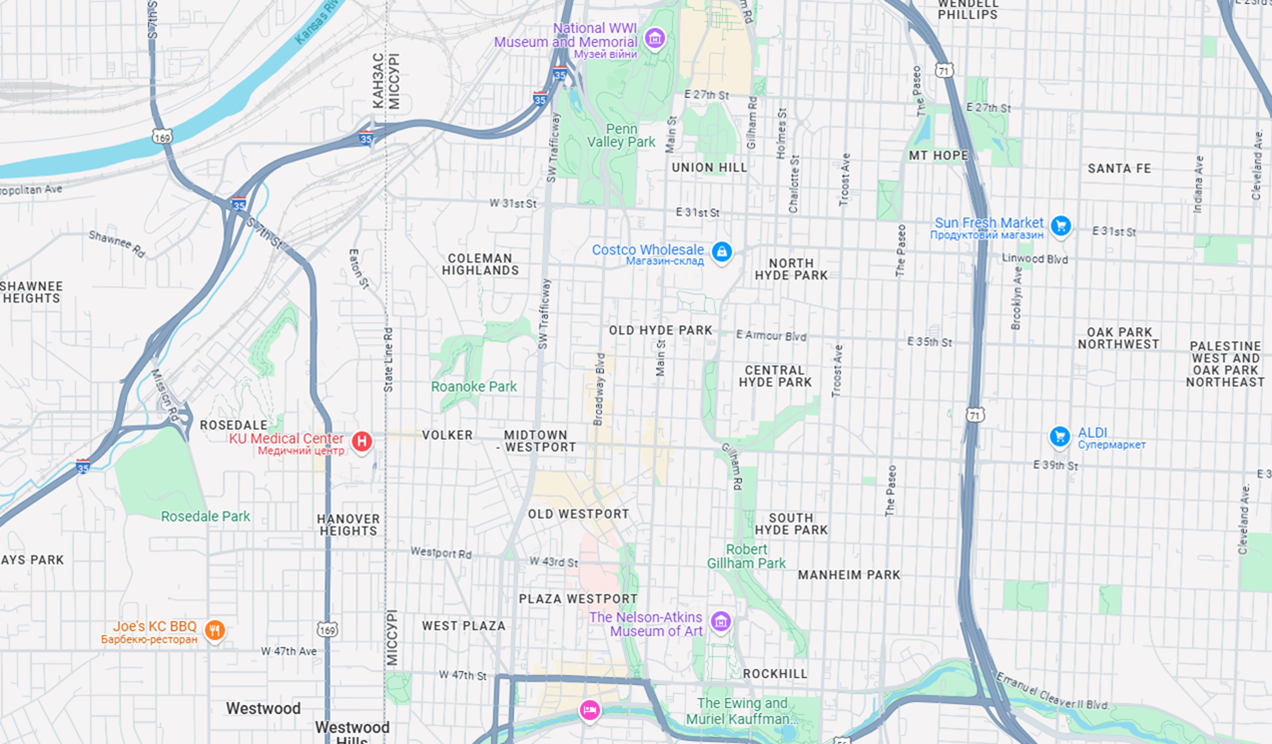 WENDELL
PHILLIPS
S 7th St
Kansas River
National WWI
Museum and Memorial
Музей війни
35
71
КАНЗАС
МІССУРІ
35
E 27th St
E 27th St
The Paseo
169
35
Penn
Valley Park
Main St
Gillham Rd
Holmes St
SW Trafficway
UNION HILL
MT HOPE
SANTA FE
Charlotte St
Troost Ave
Indiana Ave
Cleveland Ave.
35
W 31st St
E 31st St
S 7th St
Sun Fresh Market
Продуктовий магазин
E 31st St
Shawnee Rd
Eaton St
COLEMAN
HIGHLANDS
Costco Wholesale
Магазин-склад
NORTH
HYDE PARK
The Paseo
Linwood Blvd
SHAWNEE
HEIGHTS
SW Trafficway
Brooklyn Ave
OLD HYDE PARK
E Armour Blvd
E 35th St
OAK PARK
NORTHWEST
State Line Rd
Main St
PALESTINE
WEST AND
OAK PARK
NORTHEAST
Mission Rd
Roanoke Park
Broadway Blvd
CENTRAL
HYDE PARK
Troost Ave
71
ROSEDALE
KU Medical Center
Медичний центр
VOLKER
MIDTOWN
- WESTPORT
ALDI
Супермаркет
35
Gillham Rd
E 39th St
The Paseo
Rosedale Park
HANOVER
HEIGHTS
OLD WESTPORT
SOUTH
HYDE PARK
Cleveland Ave.
AYS PARK
Westport Rd
W 43rd St
Robert
Gillham Park
MANHEIM PARK
PLAZA WESTPORT
Joe's KC BBQ
Барбекю-ресторан
169
МІССУРІ
WEST PLAZA
The Nelson-Atkins
Museum of Art
W 47th Ave
W 47th St
ROCKHILL
Westwood
Westwood
Hills
The Ewing and
Muriel Kauffman...
Emanuel Cleaver II Blvd.